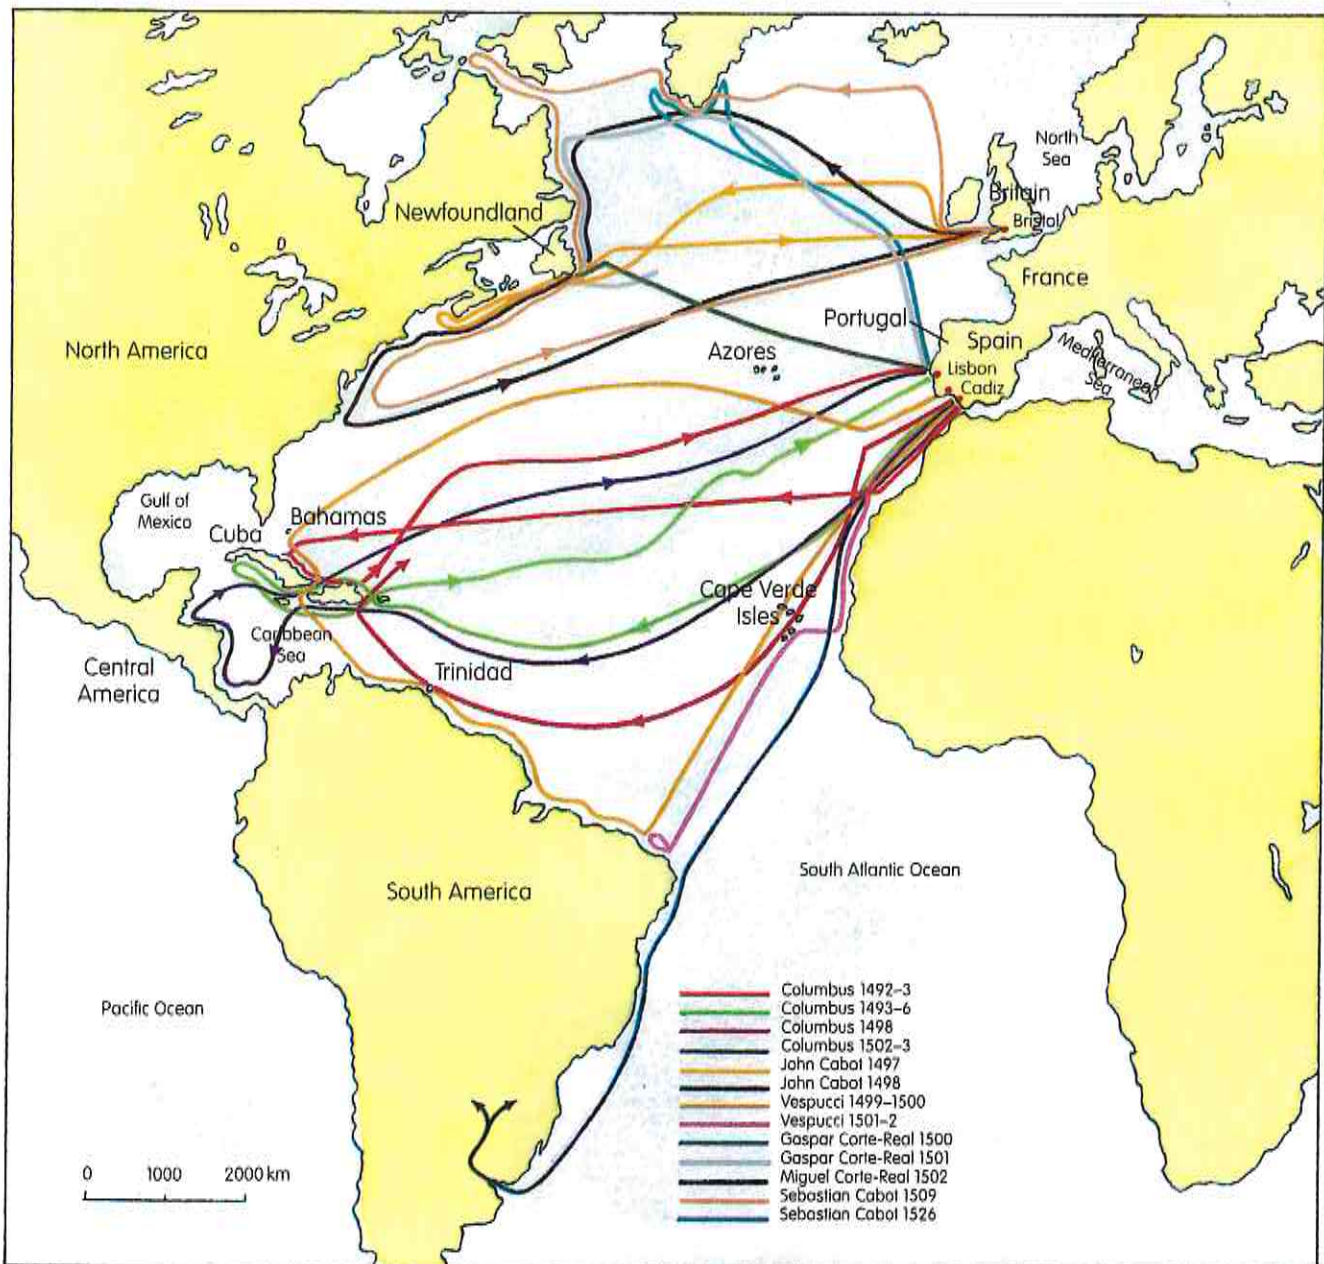 North
Sea
Britain
Bristol
Newfoundland
France
Portugal
Spain
North America
Azores
Mediterranean
Sea
Lisbon
Cadiz
Gulf of
Mexico
Bahamas
Cuba
Cape Verde
Isles
Caribbean
Sea
Trinidad
Central
America
South Atlantic Ocean
South America
Pacific Ocean
Columbus 1492–3
Columbus 1493–6
Columbus 1498
Columbus 1502–3
John Cabot 1497
John Cabot 1498
Vespucci 1499–1500
Vespucci 1501–2
Gaspar Corte-Real 1500
Gaspar Corte-Real 1501
Miguel Corte-Real 1502
Sebastian Cabot 1509
Sebastian Cabot 1526
0 1000 2000 km